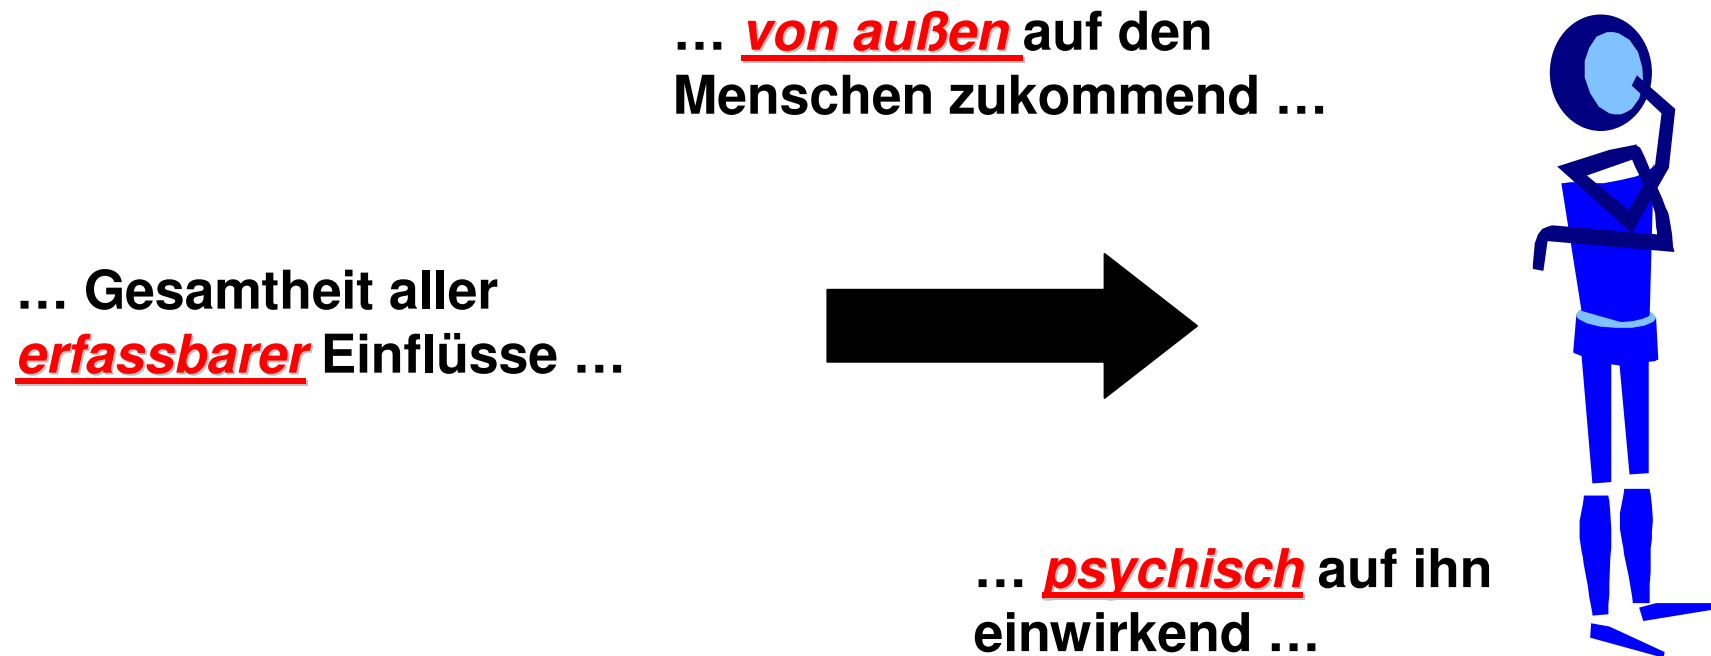 … von außen auf den
Menschen zukommend …
… Gesamtheit aller
erfassbarer Einflüsse …
… psychisch auf ihn
einwirkend …